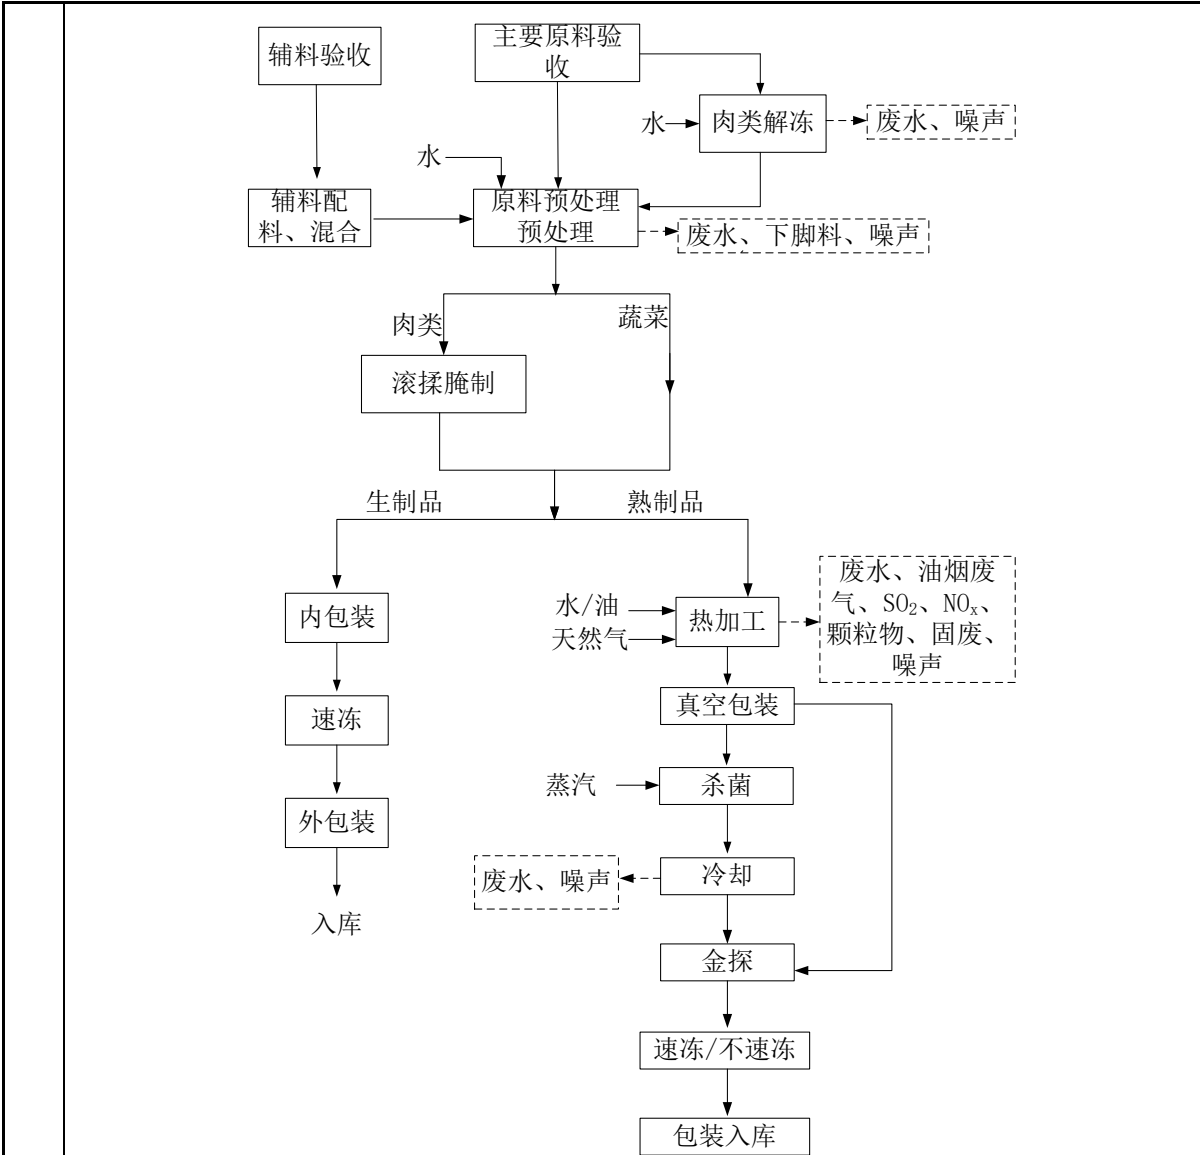 辅料验收
主要原料验
收
水
肉类解冻
废水、噪声
水
辅料配
料、混合
原料预处理
预处理
废水、下脚料、噪声
肉类
蔬菜
滚揉腌制
生制品
熟制品
内包装
速冻
外包装
入库
水/油
天然气
热加工
废水、油烟废
气、SO₂、NOₓ、
颗粒物、固废、
噪声
真空包装
蒸汽
杀菌
废水、噪声
冷却
金探
速冻/不速冻
包装入库